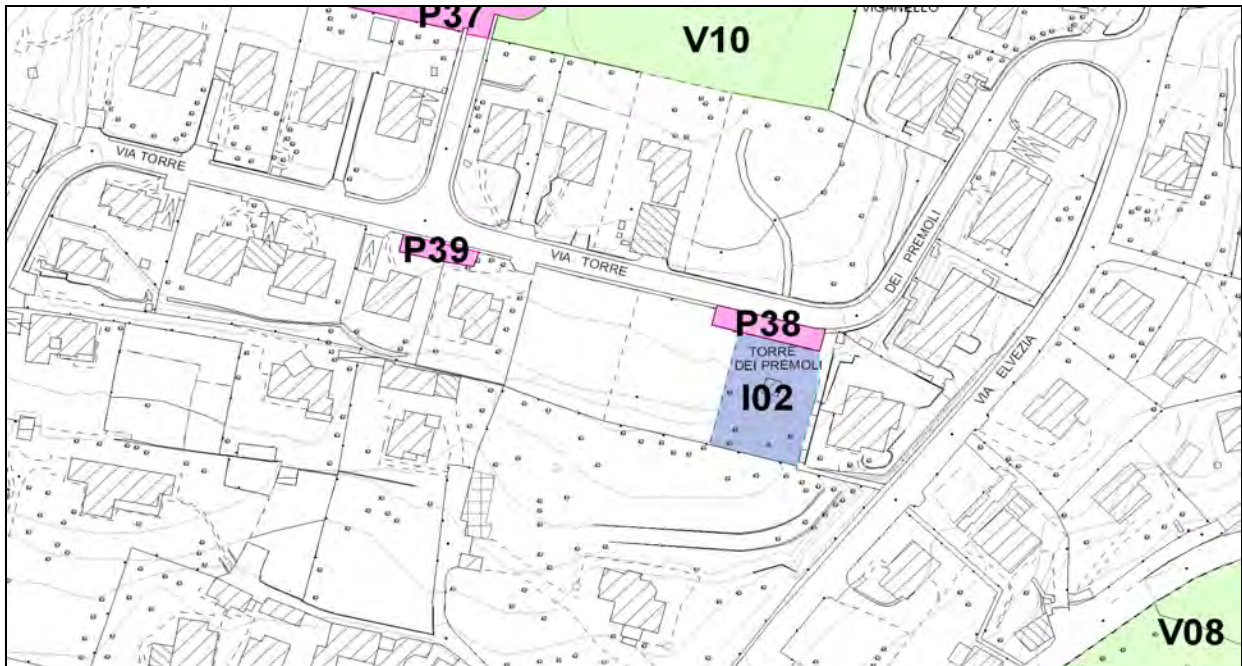 P37
VIGANELLO
V10
VIA TORRE
DEI PREMOLI
P39
VIA TORRE
P38
TORRE
DEI PREMOLI
VIA ELVEZIA
I02
V08